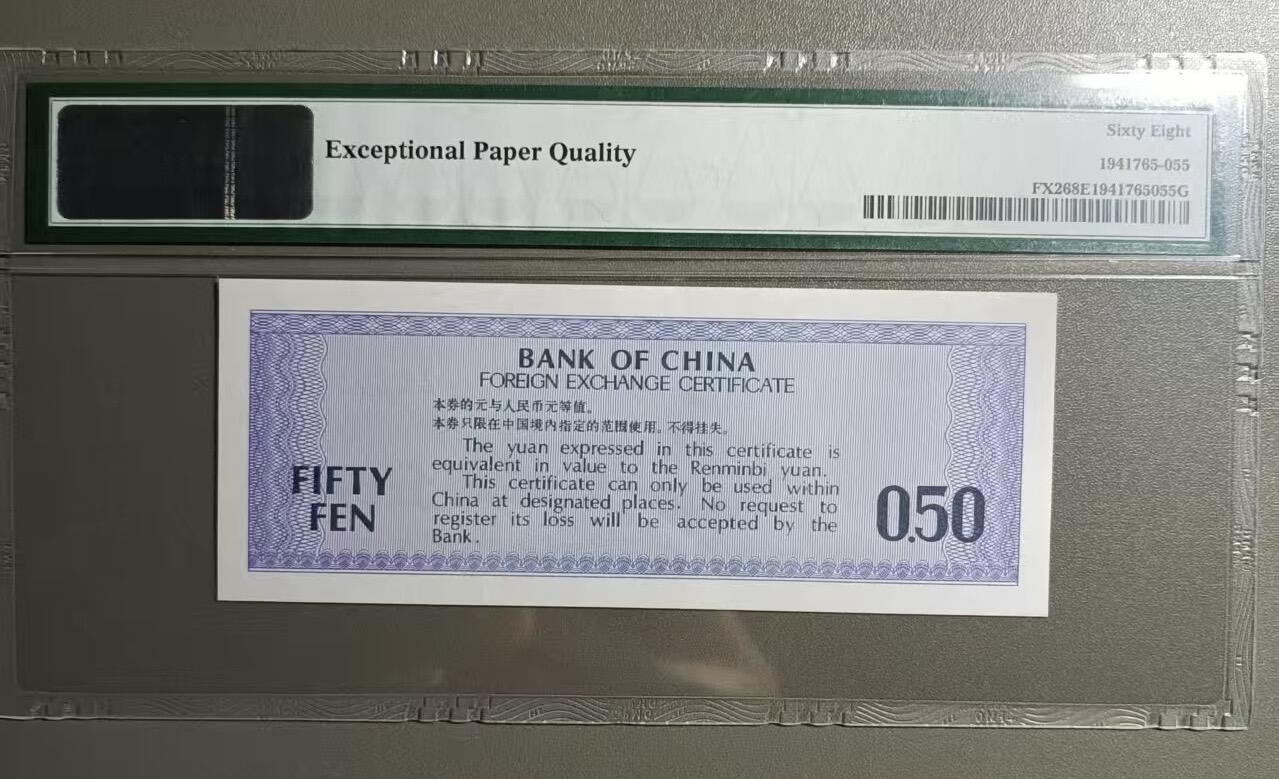 Exceptional Paper Quality
Sixty Eight
1941765-055
FX268E1941765055G
BANK OF CHINA
FOREIGN EXCHANGE CERTIFICATE
本券的元与人民币元等值。
本券只限在中国境内指定的范围使用。不得挂失。
The yuan expressed in this certificate is
equivalent in value to the Renminbi yuan.
This certificate can only be used within
China at designated places. No request to
register its loss will be accepted by the
Bank.
FIFTY
FEN
0.50